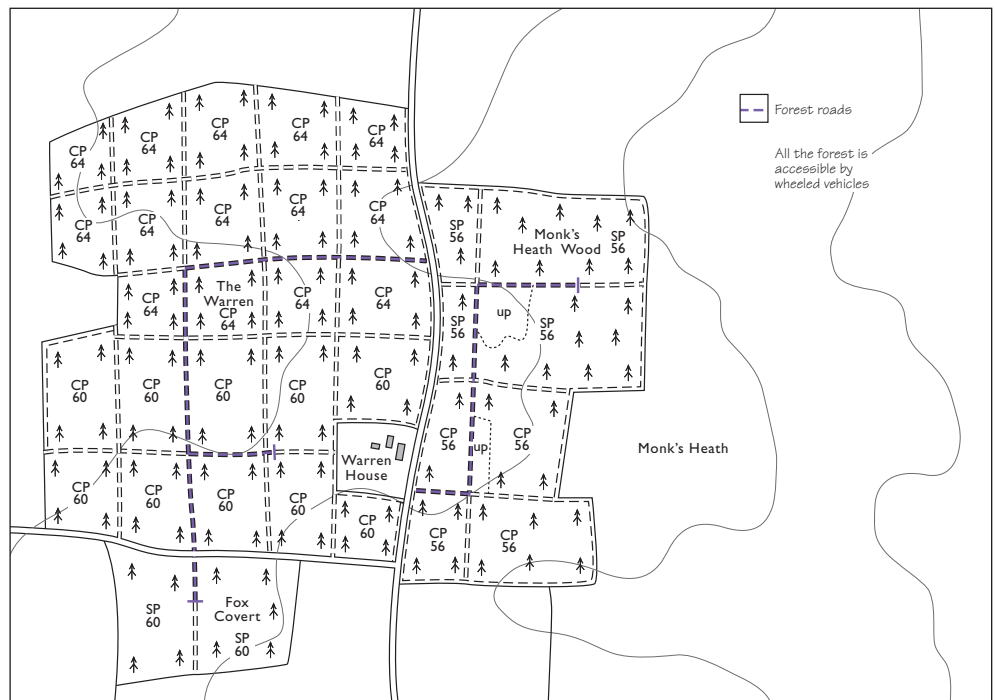 Forest roads
All the forest is
accessible by
wheeled vehicles
CP
64
CP
64
CP
64
CP
64
CP
64
CP
64
CP
64
CP
64
CP
64
CP
64
SP
56
Monk's
Heath Wood
SP
56
CP
64
The
Warren
CP
64
CP
64
CP
64
SP
56
up
SP
56
CP
60
CP
60
CP
60
CP
60
CP
60
CP
56
up
CP
56
Monk's Heath
Warren
House
CP
60
CP
60
CP
60
CP
60
CP
60
CP
56
CP
56
SP
60
Fox
Covert
SP
60